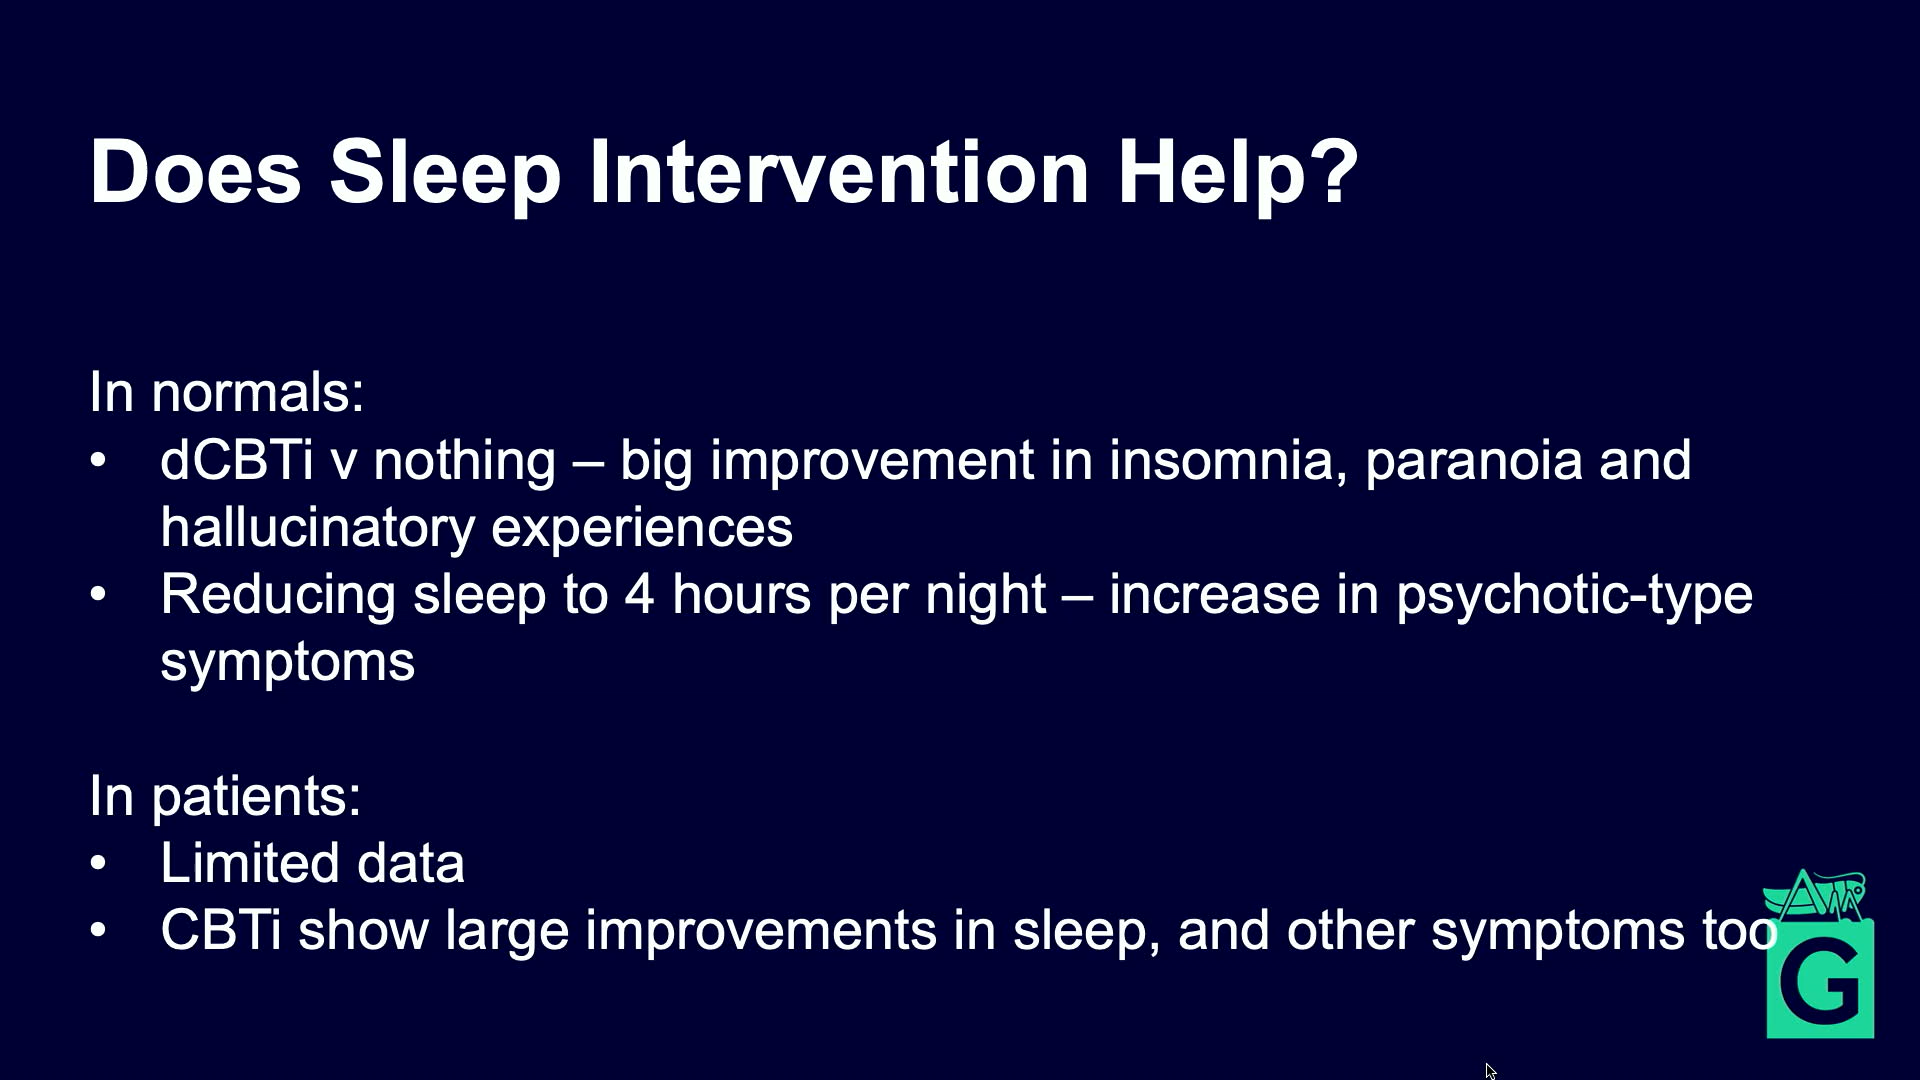 Does Sleep Intervention Help?
In normals:
• dCBTi v nothing – big improvement in insomnia, paranoia and
hallucinatory experiences
• Reducing sleep to 4 hours per night – increase in psychotic-type
symptoms
In patients:
• Limited data
• CBTi show large improvements in sleep, and other symptoms too
G